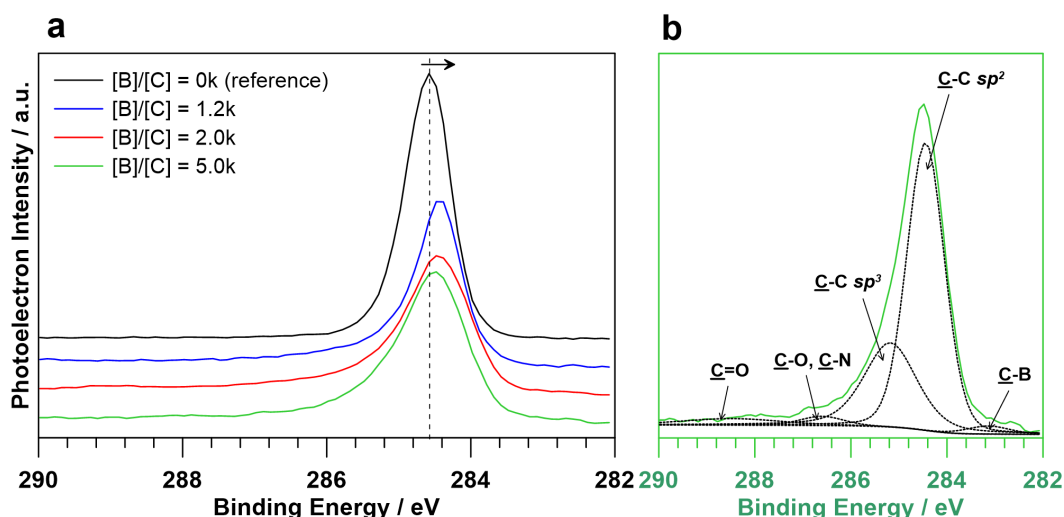 a
b
[B]/[C] = 0k (reference)
[B]/[C] = 1.2k
[B]/[C] = 2.0k
[B]/[C] = 5.0k
Photoelectron Intensity / a.u.
290 288 286 284 282
Binding Energy / eV
C-C sp²
C-C sp³
C=O
C-O, C-N
C-B
290 288 286 284 282
Binding Energy / eV